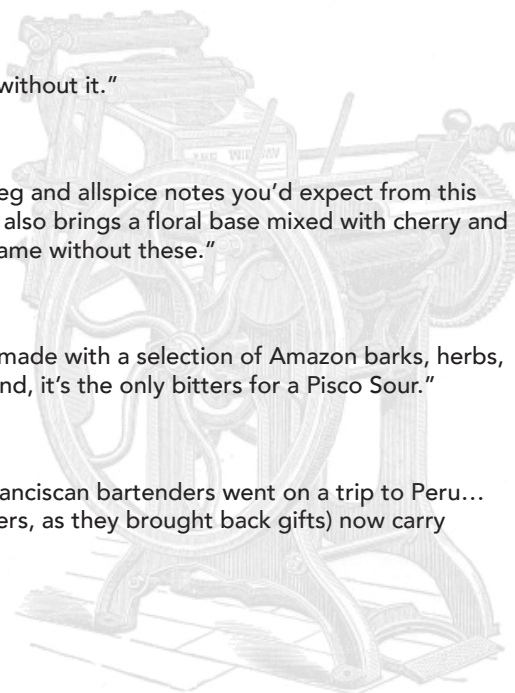 without it.”
eg and allspice notes you’d expect from this
also brings a floral base mixed with cherry and
ame without these.”
made with a selection of Amazon barks, herbs,
nd, it’s the only bitters for a Pisco Sour.”
anciscan bartenders went on a trip to Peru…
ers, as they brought back gifts) now carry